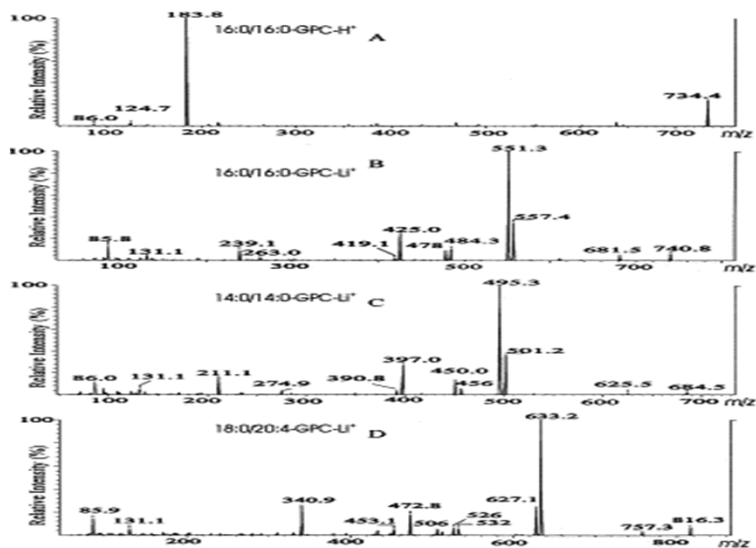 100
183.8
16:0/16:0-GPC-H+
A
Relative Intensity (%)
86.0
124.7
734.4
100 200 300 400 500 600 700 m/z
100
551.3
16:0/16:0-GPC-Li+
B
Relative Intensity (%)
85.8
131.1
239.1
263.0
419.1
425.0
478
484.3
557.4
681.5
740.8
100 300 500 700 m/z
100
495.3
14:0/14:0-GPC-Li+
C
Relative Intensity (%)
86.0
131.1
211.1
274.9
390.8
397.0
450.0
456
501.2
625.5
684.5
100 200 300 400 500 600 m/z
100
633.2
18:0/20:4-GPC-Li+
D
Relative Intensity (%)
85.9
131.1
340.9
453.1
472.8
506
526
532
627.1
757.3
816.3
200 400 600 800 m/z